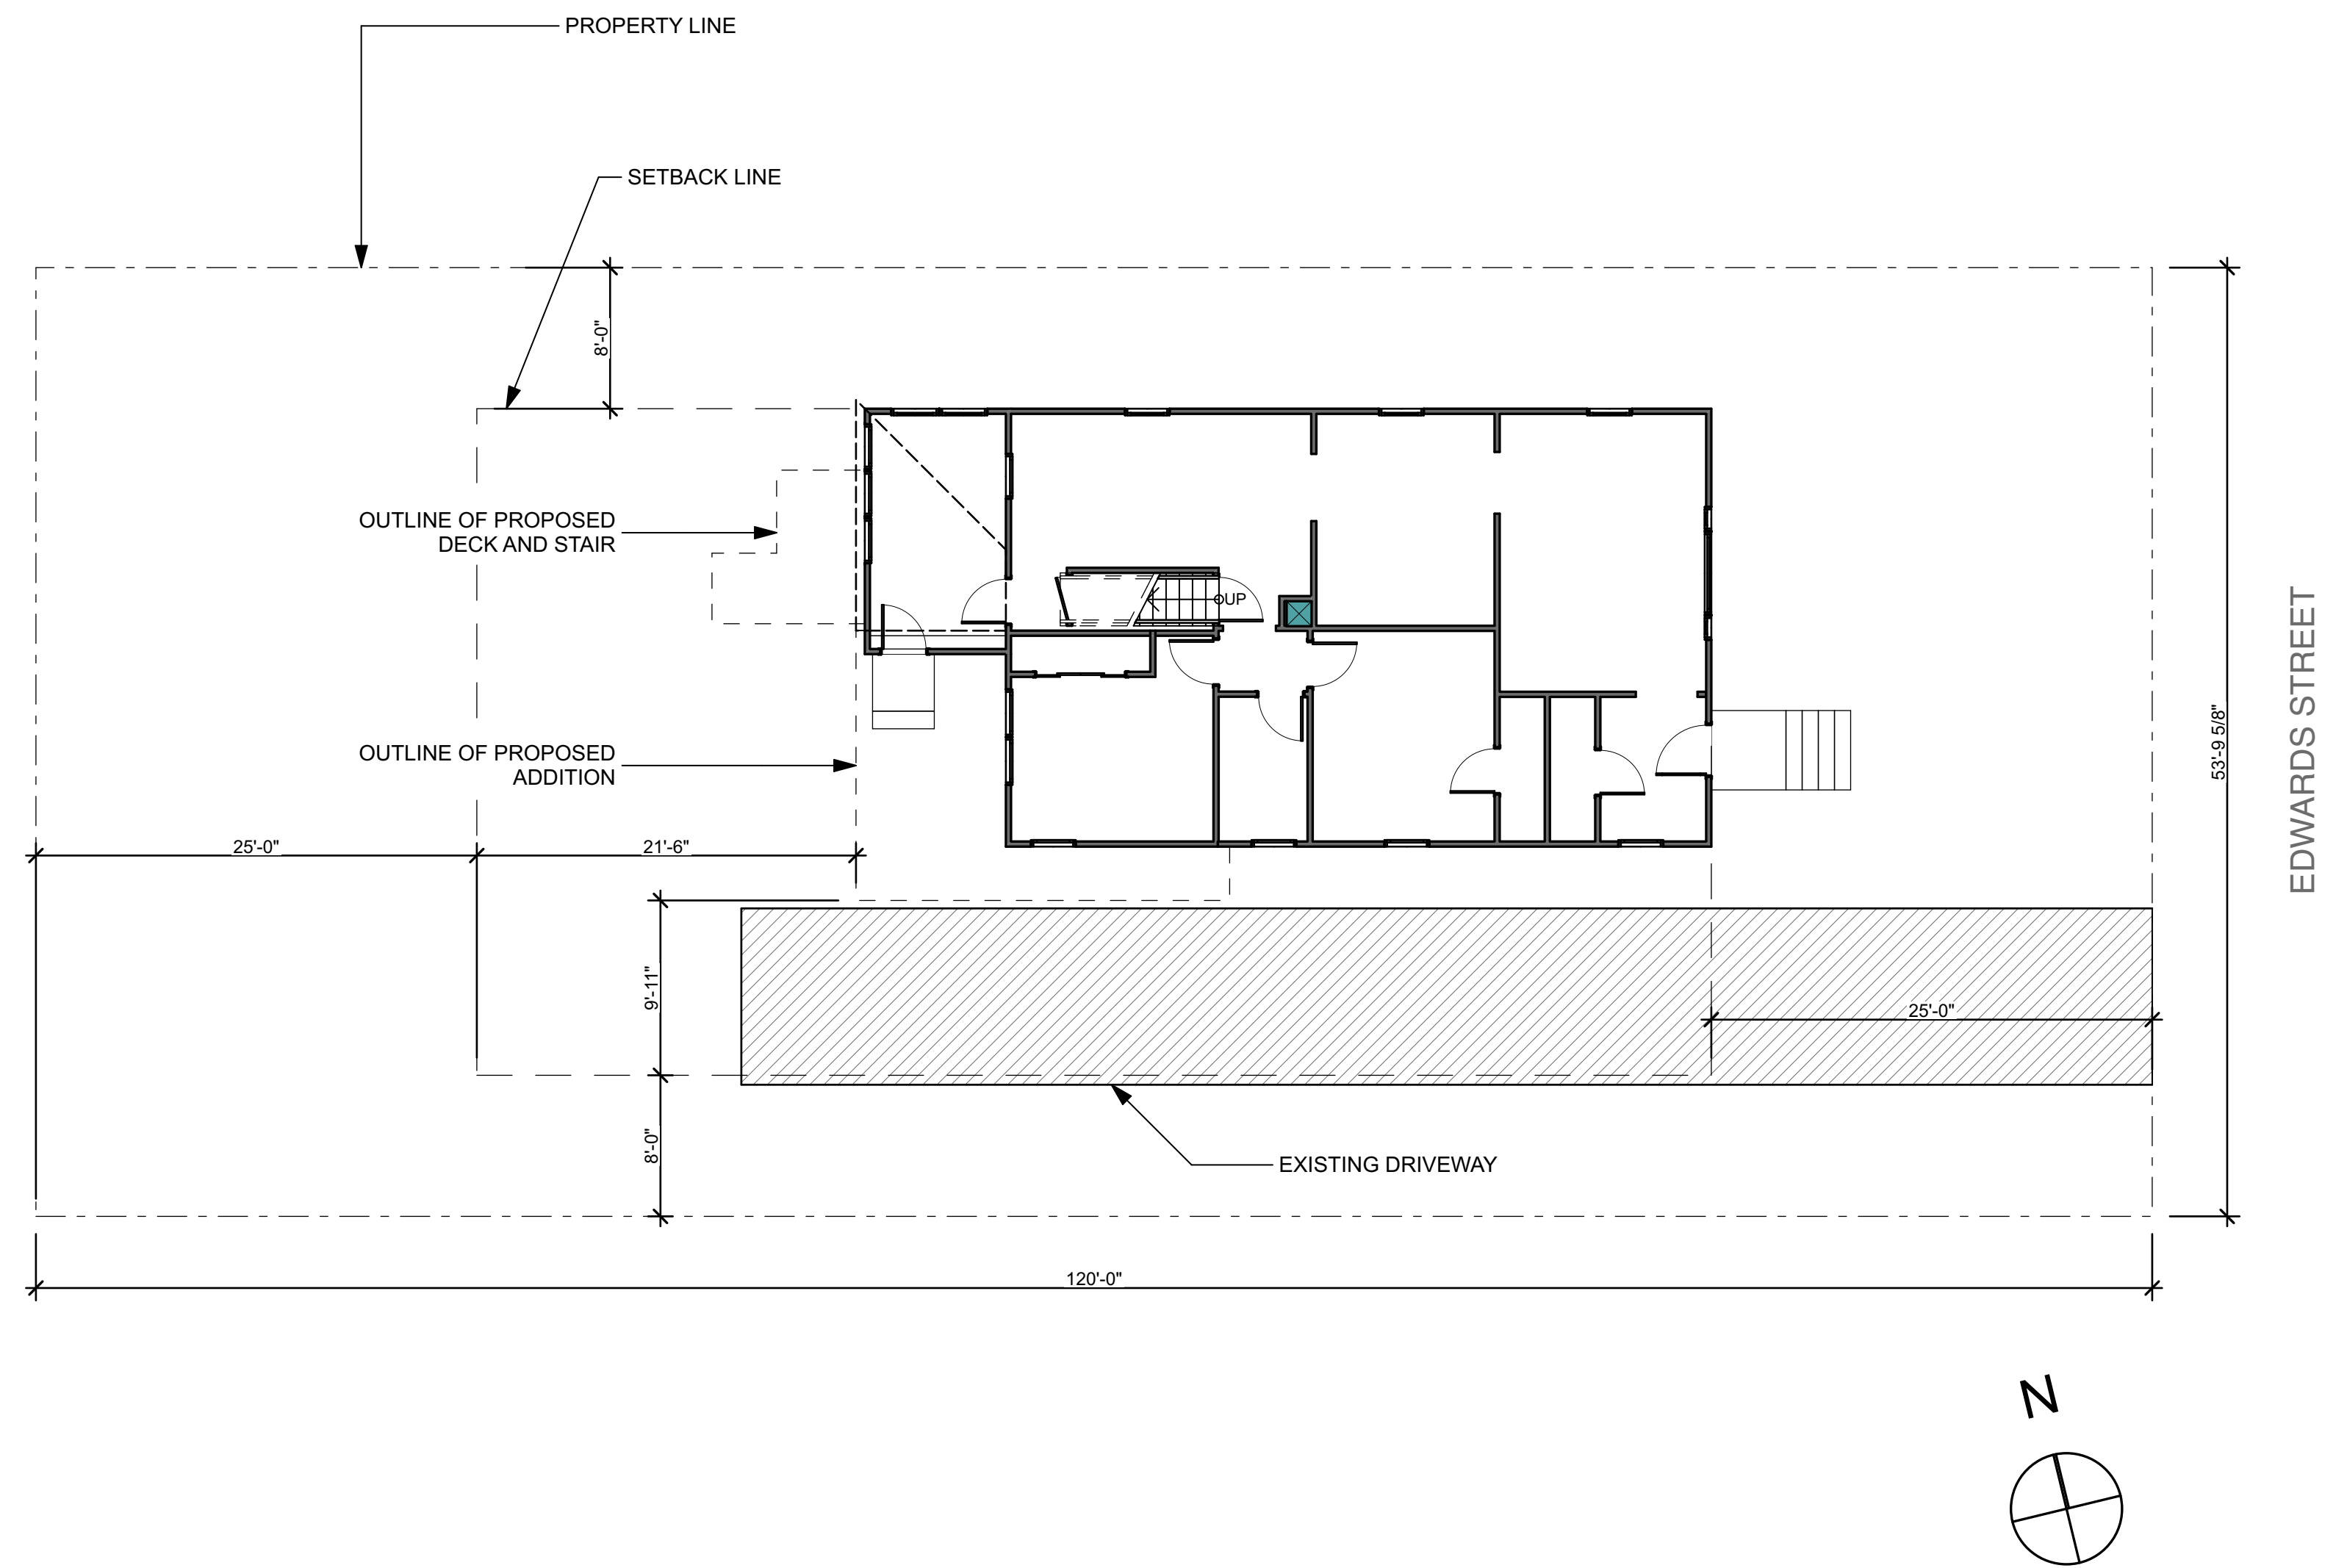 PROPERTY LINE
SETBACK LINE
8'-0"
OUTLINE OF PROPOSED
DECK AND STAIR
UP
EDWARDS STREET
53'-9 5/8"
OUTLINE OF PROPOSED
ADDITION
25'-0"
21'-6"
9'-11"
25'-0"
8'-0"
EXISTING DRIVEWAY
120'-0"
N